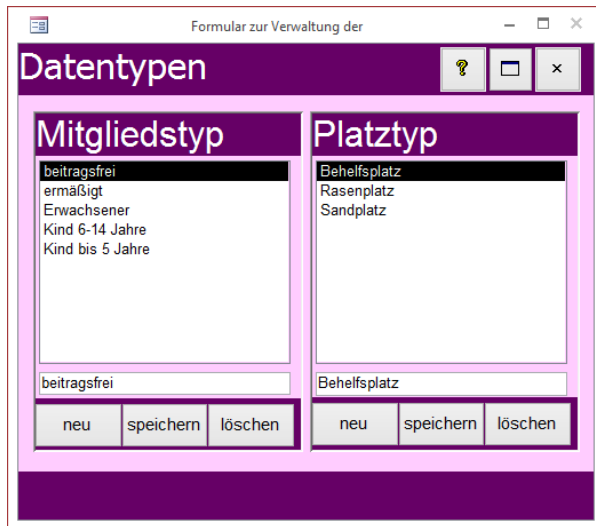 Formular zur Verwaltung der
Datentypen
Mitgliedstyp
beitragsfrei
ermäßigt
Erwachsener
Kind 6-14 Jahre
Kind bis 5 Jahre
beitragsfrei
neu speichern löschen
Platztyp
Behelfsplatz
Rasenplatz
Sandplatz
Behelfsplatz
neu speichern löschen